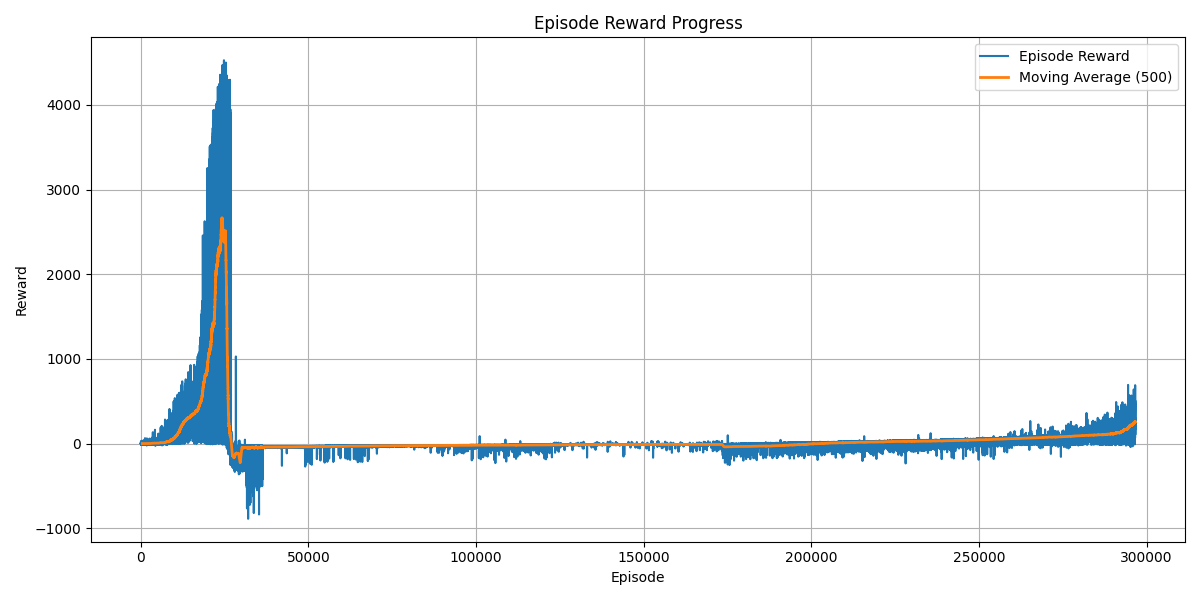 Episode Reward Progress
Episode Reward
Moving Average (500)
Reward
4000
3000
2000
1000
0
−1000
0
50000
100000
150000
200000
250000
300000
Episode